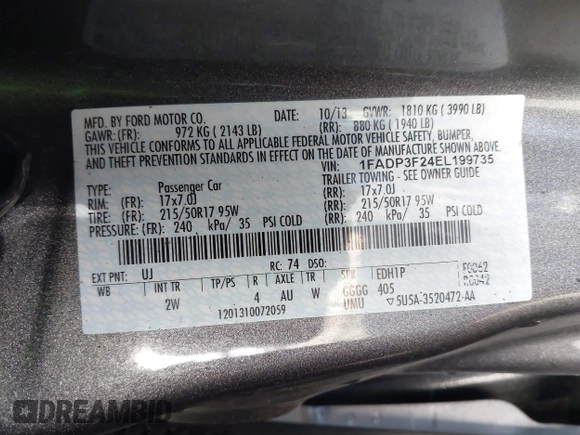 MFD. BY FORD MOTOR CO.
DATE: 10/13 GVWR: 1810 KG ( 3990 LB)
GAWR: (FR) 972 KG ( 2143 LB) (RR) 880 KG ( 1940 LB)
THIS VEHICLE CONFORMS TO ALL APPLICABLE FEDERAL MOTOR VEHICLE SAFETY, BUMPER,
AND THEFT PREVENTION STANDARDS IN EFFECT ON THE DATE OF MANUFACTURE SHOWN ABOVE.
VIN: 1FADP3F24EL199735
TYPE: Passenger Car TRAILER TOWING - SEE OWNER GUIDE
RIM: (FR) 17x7.0J (RR) 17x7.0J
TIRE: (FR) 215/50R17 95W (RR) 215/50R17 95W
PRESSURE: (FR) 240 kPa/ 35 PSI COLD (RR) 240 kPa/ 35 PSI COLD
EXT PNT: UJ RC: 74 DSO: F0062
WB INT TR TP/PS R AXLE TR EDH1P
2W 4 AU W GGGG 405
1201310072059 UMU ▽5U5A-3520472-AA
DREAMBID